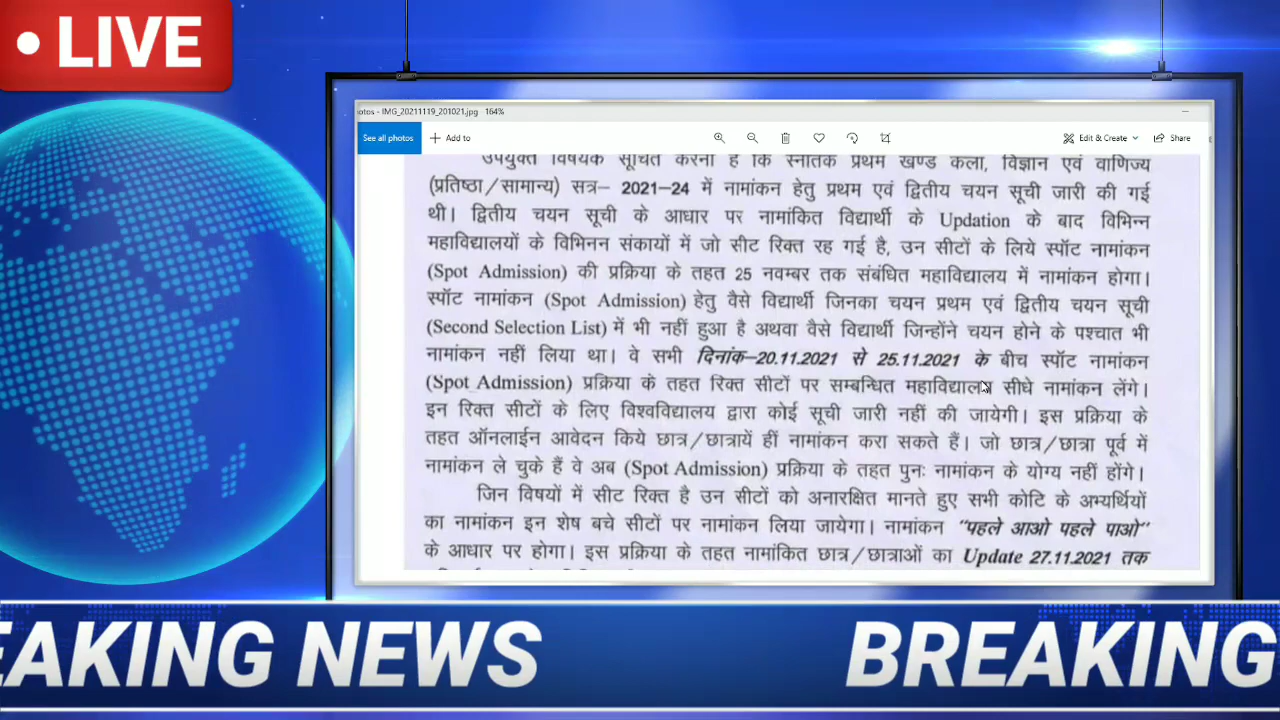 LIVE
otos - IMG_20211119_201021.jpg 164%
See all photos
Add to
Edit & Create
Share
उपर्युक्त विषयक सूचित करना है कि स्नातक प्रथम खण्ड कला, विज्ञान एवं वाणिज्य
(प्रतिष्ठा/सामान्य) सत्र– 2021–24 में नामांकन हेतु प्रथम एवं द्वितीय चयन सूची जारी की गई
थी। द्वितीय चयन सूची के आधार पर नामांकित विद्यार्थी के Updation के बाद विभिन्न
महाविद्यालयों के विभिनन संकायों में जो सीट रिक्त रह गई है, उन सीटों के लिये स्पॉट नामांकन
(Spot Admission) की प्रक्रिया के तहत 25 नवम्बर तक संबंधित महाविद्यालय में नामांकन होगा।
स्पॉट नामांकन (Spot Admission) हेतु वैसे विद्यार्थी जिनका चयन प्रथम एवं द्वितीय चयन सूची
(Second Selection List) में भी नहीं हुआ है अथवा वैसे विद्यार्थी जिन्होंने चयन होने के पश्चात भी
नामांकन नहीं लिया था। वे सभी दिनांक–20.11.2021 से 25.11.2021 के बीच स्पॉट नामांकन
(Spot Admission) प्रक्रिया के तहत रिक्त सीटों पर सम्बन्धित महाविद्यालय सीधे नामांकन लेंगे।
इन रिक्त सीटों के लिए विश्वविद्यालय द्वारा कोई सूची जारी नहीं की जायेगी। इस प्रक्रिया के
तहत ऑनलाईन आवेदन किये छात्र/छात्रायें हीं नामांकन करा सकते हैं। जो छात्र/छात्रा पूर्व में
नामांकन ले चुके हैं वे अब (Spot Admission) प्रक्रिया के तहत पुनः नामांकन के योग्य नहीं होंगे।
जिन विषयों में सीट रिक्त है उन सीटों को अनारक्षित मानते हुए सभी कोटि के अभ्यर्थियों
का नामांकन इन शेष बचे सीटों पर नामांकन लिया जायेगा। नामांकन "पहले आओ पहले पाओ"
के आधार पर होगा। इस प्रक्रिया के तहत नामांकित छात्र/छात्राओं का Update 27.11.2021 तक
EAKING NEWS BREAKING